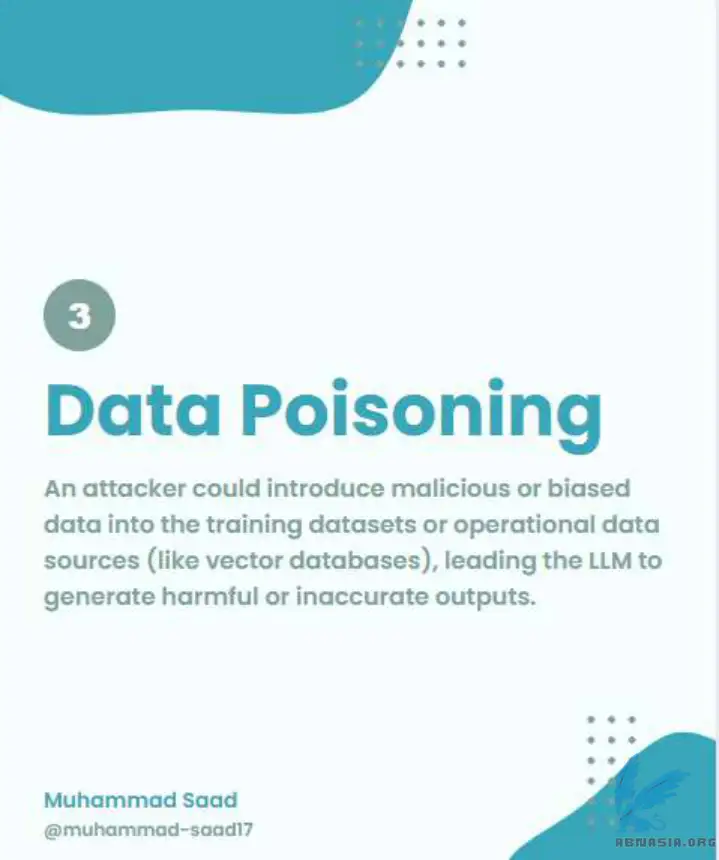 3
Data Poisoning
An attacker could introduce malicious or biased
data into the training datasets or operational data
sources (like vector databases), leading the LLM to
generate harmful or inaccurate outputs.
Muhammad Saad
@muhammad-saad17
ABNASIA.ORG